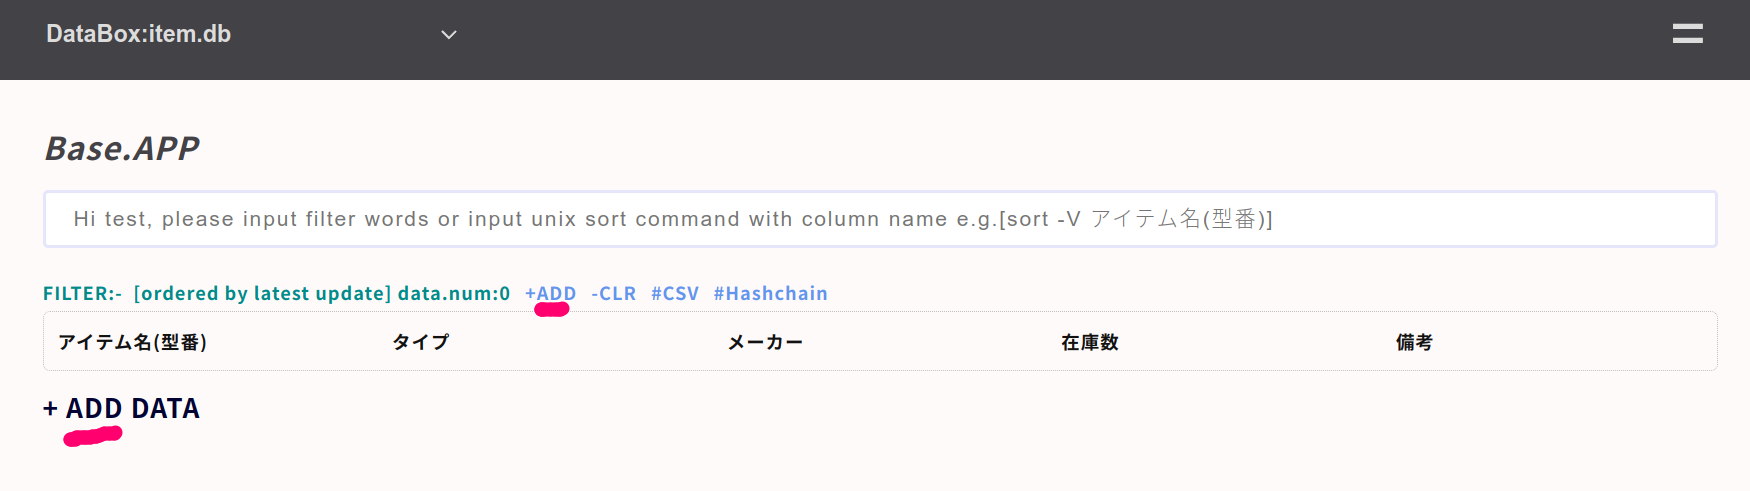 DataBox:item.db
Base.APP
Hi test, please input filter words or input unix sort command with column name e.g.[sort -V アイテム名(型番)]
FILTER:- [ordered by latest update] data.num:0 +ADD -CLR #CSV #Hashchain
アイテム名(型番) タイプ メーカー 在庫数 備考
+ ADD DATA